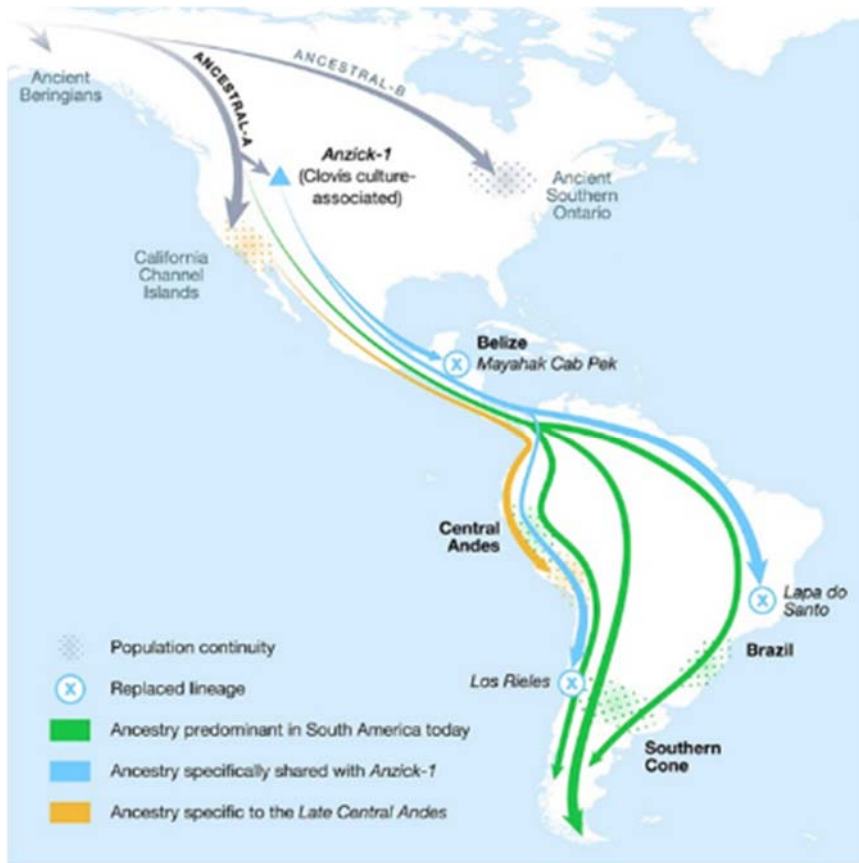 Ancient
Beringians
ANCESTRAL-A
ANCESTRAL-B
Anzick-1
(Clovis culture-
associated)
Ancient
Southern
Ontario
California
Channel
Islands
Belize
Mayahak Cab Pek
Central
Andes
Lapa do
Santo
Brazil
Los Rieles
Southern
Cone
Population continuity
X Replaced lineage
Ancestry predominant in South America today
Ancestry specifically shared with Anzick-1
Ancestry specific to the Late Central Andes
X
X
X